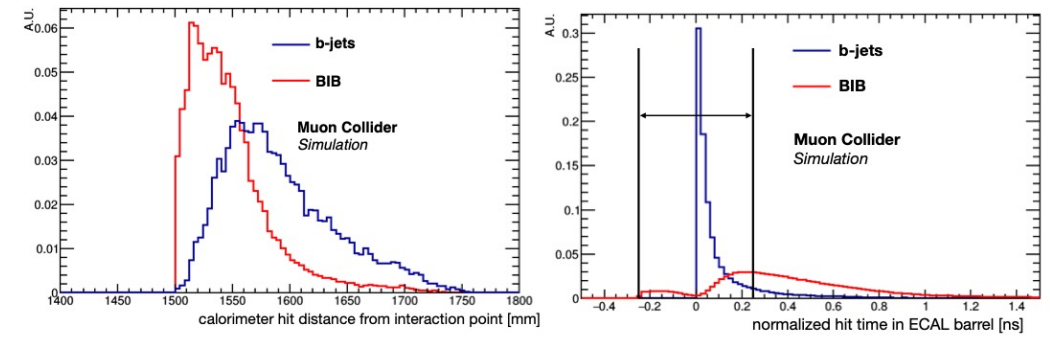 A.U.
0.06
0.05
0.04
0.03
0.02
0.01
0
1400 1450 1500 1550 1600 1650 1700 1750 1800
calorimeter hit distance from interaction point [mm]
b-jets
BIB
Muon Collider
Simulation
A.U.
0.3
0.25
0.2
0.15
0.1
0.05
0
−0.4 −0.2 0 0.2 0.4 0.6 0.8 1 1.2 1.4
normalized hit time in ECAL barrel [ns]
b-jets
BIB
Muon Collider
Simulation